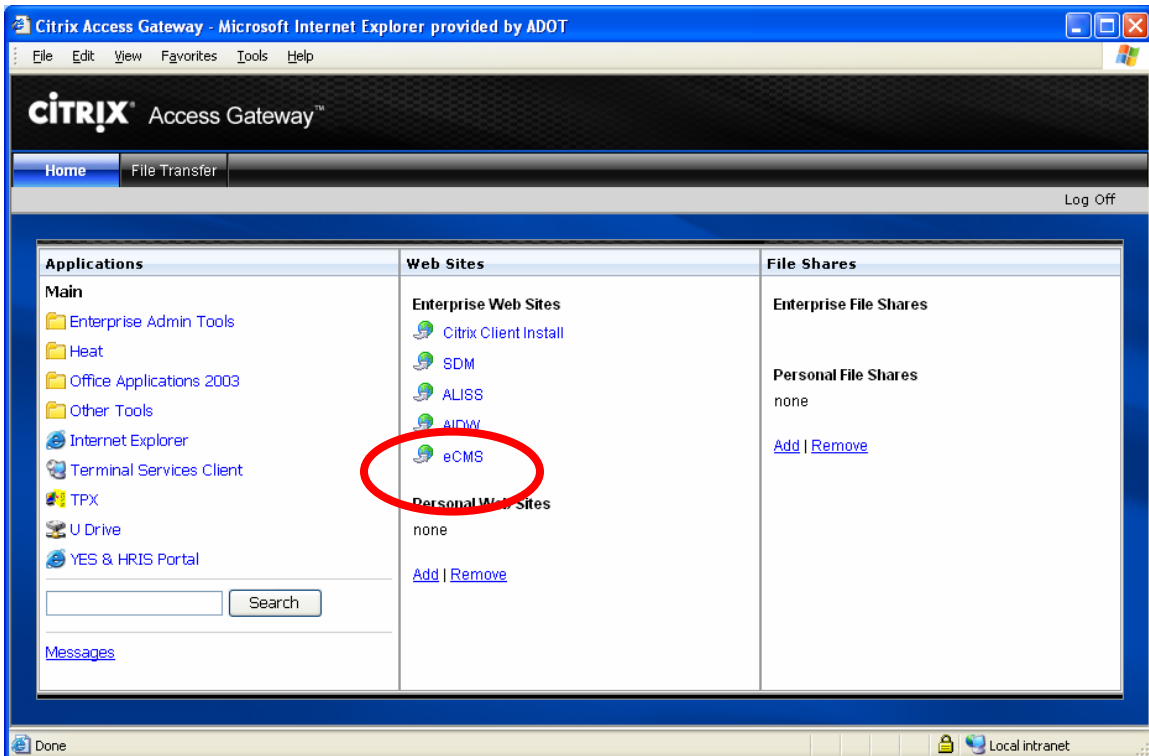 Citrix Access Gateway - Microsoft Internet Explorer provided by ADOT
File Edit View Favorites Tools Help
CITRIX® Access Gateway™
Home File Transfer
Log Off
Applications
Main
Enterprise Admin Tools
Heat
Office Applications 2003
Other Tools
Internet Explorer
Terminal Services Client
TPX
U Drive
YES & HRIS Portal
Search
Messages
Web Sites
Enterprise Web Sites
Citrix Client Install
SDM
ALISS
AIDW
eCMS
Personal Web Sites
none
Add | Remove
File Shares
Enterprise File Shares
Personal File Shares
none
Add | Remove
Done Local intranet